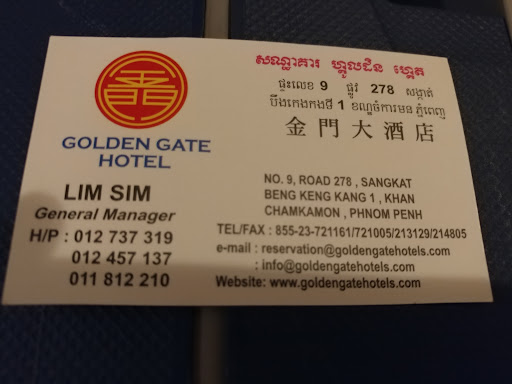 GOLDEN GATE
HOTEL
LIM SIM
General Manager
H/P : 012 737 319
012 457 137
011 812 210
សណ្ឋាគារ ហ្គូលដិន ហ្គេត
ផ្ទះលេខ 9 ផ្លូវ 278 សង្កាត់
បឹងកេងកងទី 1 ខណ្ឌចំការមន ភ្នំពេញ
金門大酒店
NO. 9, ROAD 278 , SANGKAT
BENG KENG KANG 1 , KHAN
CHAMKAMON , PHNOM PENH
TEL/FAX : 855-23-721161/721005/213129/214805
e-mail : reservation@goldengatehotels.com
: info@goldengatehotels.com
Website: www.goldengatehotels.com